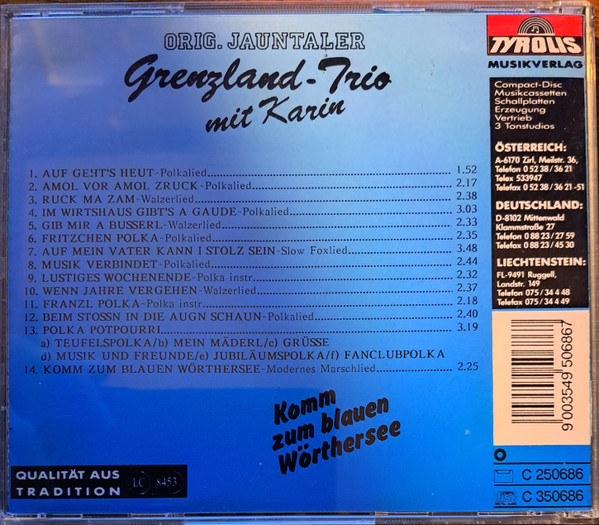 ORIG. JAUNTALER
Grenzland-Trio
mit Karin
1. AUF GEHT'S HEUT-Polkalied 1.52
2. AMOL VOR AMOL ZRUCK-Polkalied 2.17
3. RUCK MA ZAM-Walzerlied 2.38
4. IM WIRTSHAUS GIBT'S A GAUDE-Polkalied 3.03
5. GIB MIR A BUSSERL-Walzerlied 2.33
6. FRITZCHEN POLKA-Polkalied 2.35
7. AUF MEIN VATER KANN I STOLZ SEIN-Slow Foxlied 3.48
8. MUSIK VERBINDET-Polkalied 2.44
9. LUSTIGES WOCHENENDE-Polka instr. 2.32
10. WENN JAHRE VERGEHEN-Walzerlied 2.37
11. FRANZL POLKA-Polka instr. 2.18
12. BEIM STOSSN IN DIE AUGN SCHAUN-Polkalied 2.40
13. POLKA POTPOURRI 3.19
a) TEUFELSPOLKA/b) MEIN MÄDERL/c) GRÜSSE
d) MUSIK UND FREUNDE/e) JUBILÄUMSPOLKA/f) FANCLUBPOLKA
14. KOMM ZUM BLAUEN WÖRTHERSEE-Modernes Marschlied 2.25
Komm
zum blauen
Wörthersee
QUALITÄT AUS
TRADITION
LC 8453
TYROLIS
MUSIKVERLAG
Compact-Disc
Musikcassetten
Schallplatten
Erzeugung
Vertrieb
3 Tonstudios
ÖSTERREICH:
A-6170 Zirl, Meilstr. 36,
Telefon 0 52 38 / 36 21
Telex 533947
Telefax 0 52 38 / 36 21 -51
DEUTSCHLAND:
D-8102 Mittenwald
Klammstraße 27
Telefon 0 88 23 / 27 59
Telefax 0 88 23 / 45 30
LIECHTENSTEIN:
FL-9491 Ruggell,
Landstr. 149
Telefon 075 / 34 4 48
Telefax 075 / 34 4 49
9 003549 506867
C 250686
C 350686